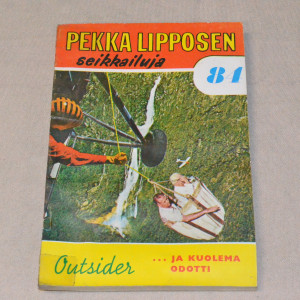 PEKKA LIPPOSEN
seikkailuja
81
Outsider
... JA KUOLEMA
ODOTTI